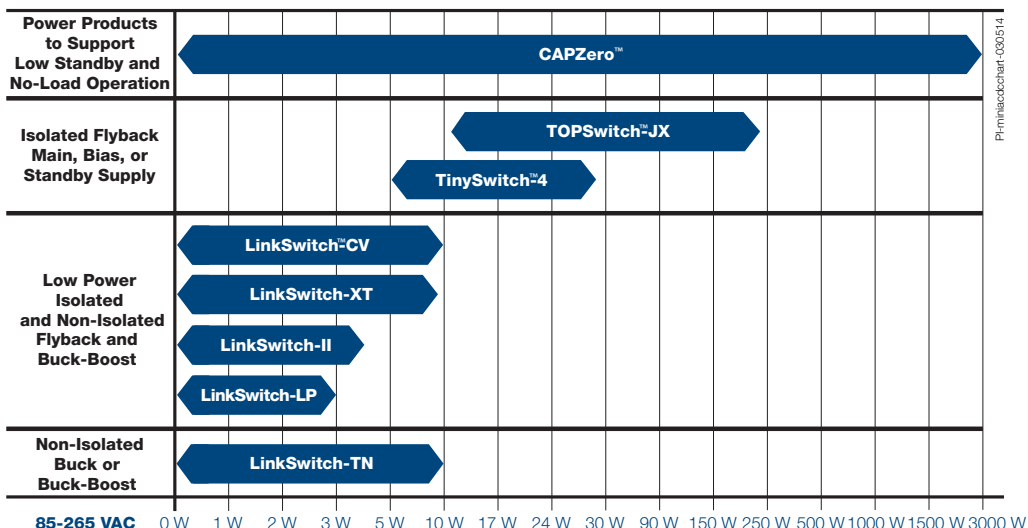 Power Products
to Support
Low Standby and
No-Load Operation
CAPZero™
PI-miniacdcchart-030514
Isolated Flyback
Main, Bias, or
Standby Supply
TOPSwitch™-JX
TinySwitch™-4
Low Power
Isolated
and Non-Isolated
Flyback and
Buck-Boost
LinkSwitch™-CV
LinkSwitch-XT
LinkSwitch-II
LinkSwitch-LP
Non-Isolated
Buck or
Buck-Boost
LinkSwitch-TN
85-265 VAC 0 W 1 W 2 W 3 W 5 W 10 W 17 W 24 W 30 W 90 W 150 W 250 W 500 W 1000 W 1500 W 3000 W